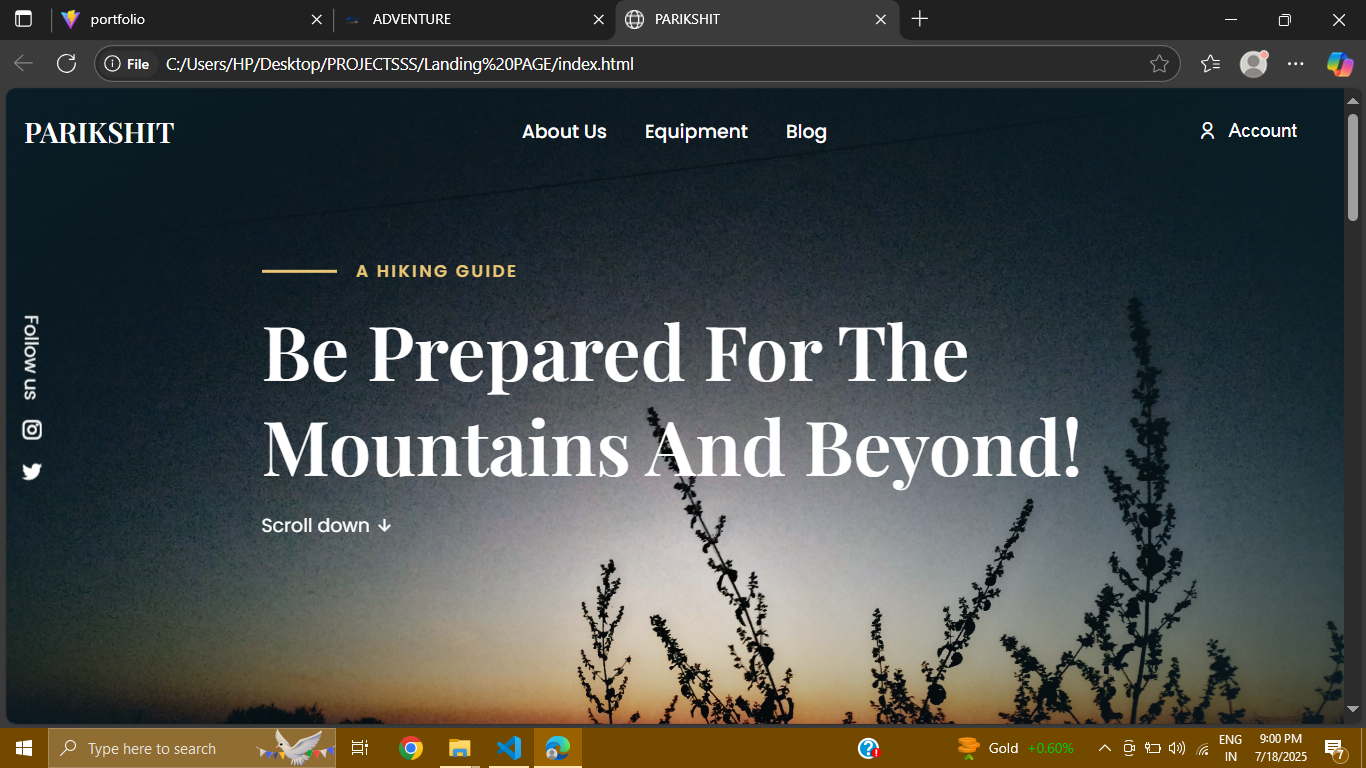 portfolio
ADVENTURE
PARIKSHIT
File
C:/Users/HP/Desktop/PROJECTSSS/Landing%20PAGE/index.html
PARIKSHIT
About Us
Equipment
Blog
Account
A HIKING GUIDE
Be Prepared For The
Mountains And Beyond!
Scroll down ↓
Follow us
Type here to search
Gold +0.60%
ENG
IN
9:00 PM
7/18/2025
7